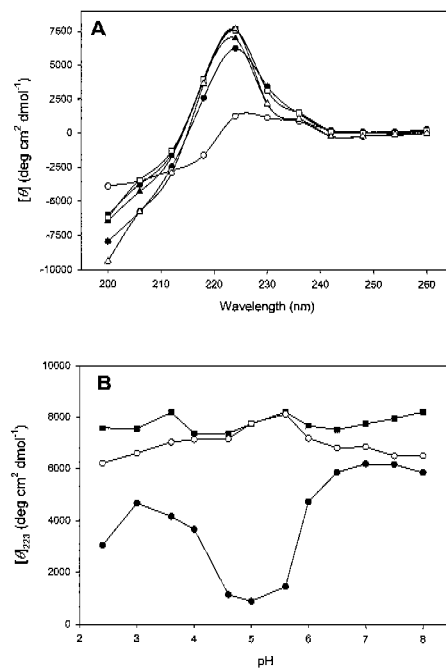 A
[θ] (deg cm² dmol⁻¹)
7500
5000
2500
0
-2500
-5000
-7500
-10000
200 210 220 230 240 250 260
Wavelength (nm)
B
[θ]₂₂₃ (deg cm² dmol⁻¹)
10000
8000
6000
4000
2000
0
2 3 4 5 6 7 8
pH